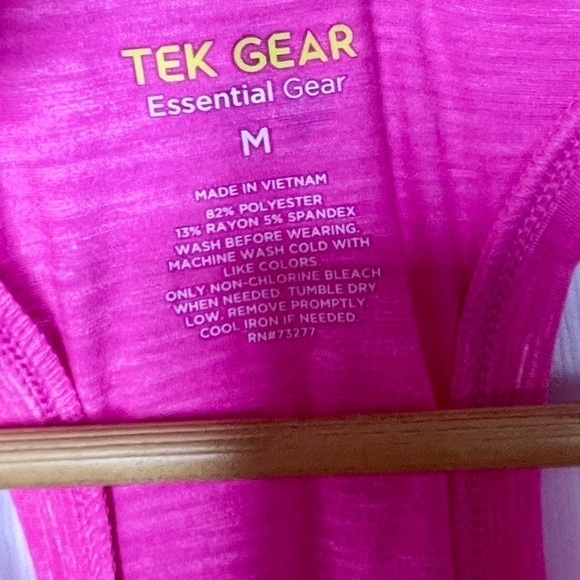 TEK GEAR
Essential Gear
M
MADE IN VIETNAM
82% POLYESTER
13% RAYON 5% SPANDEX
WASH BEFORE WEARING.
MACHINE WASH COLD WITH
LIKE COLORS.
ONLY NON-CHLORINE BLEACH
WHEN NEEDED. TUMBLE DRY
LOW. REMOVE PROMPTLY.
COOL IRON IF NEEDED.
RN#73277